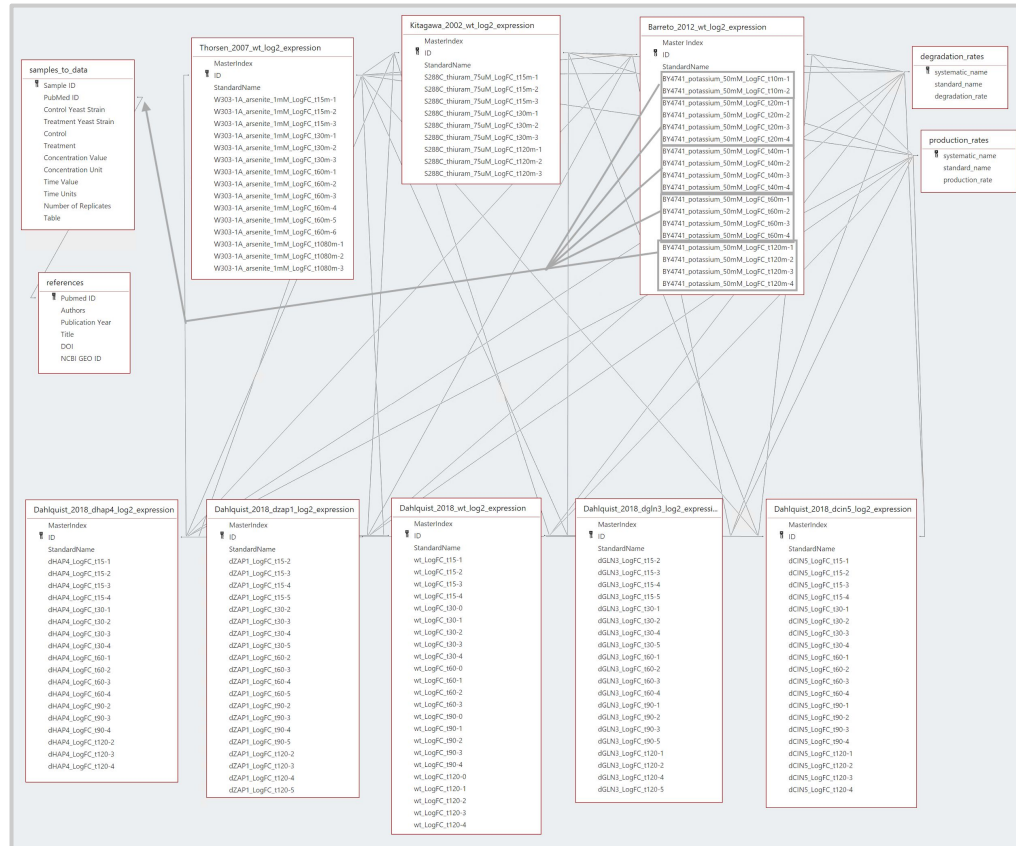 samples_to_data
Sample ID
PubMed ID
Control Yeast Strain
Treatment Yeast Strain
Control
Treatment
Concentration Value
Concentration Unit
Time Value
Time Units
Number of Replicates
Table
references
Pubmed ID
Authors
Publication Year
Title
DOI
NCBI GEO ID
Thorsen_2007_wt_log2_expression
MasterIndex
ID
StandardName
W303-1A_arsenite_1mM_LogFC_t15m-1
W303-1A_arsenite_1mM_LogFC_t15m-2
W303-1A_arsenite_1mM_LogFC_t15m-3
W303-1A_arsenite_1mM_LogFC_t30m-1
W303-1A_arsenite_1mM_LogFC_t30m-2
W303-1A_arsenite_1mM_LogFC_t30m-3
W303-1A_arsenite_1mM_LogFC_t60m-1
W303-1A_arsenite_1mM_LogFC_t60m-2
W303-1A_arsenite_1mM_LogFC_t60m-3
W303-1A_arsenite_1mM_LogFC_t60m-4
W303-1A_arsenite_1mM_LogFC_t60m-5
W303-1A_arsenite_1mM_LogFC_t60m-6
W303-1A_arsenite_1mM_LogFC_t1080m-1
W303-1A_arsenite_1mM_LogFC_t1080m-2
W303-1A_arsenite_1mM_LogFC_t1080m-3
Kitagawa_2002_wt_log2_expression
MasterIndex
ID
StandardName
S288C_thiuram_75uM_LogFC_t15m-1
S288C_thiuram_75uM_LogFC_t15m-2
S288C_thiuram_75uM_LogFC_t15m-3
S288C_thiuram_75uM_LogFC_t30m-1
S288C_thiuram_75uM_LogFC_t30m-2
S288C_thiuram_75uM_LogFC_t30m-3
S288C_thiuram_75uM_LogFC_t120m-1
S288C_thiuram_75uM_LogFC_t120m-2
S288C_thiuram_75uM_LogFC_t120m-3
Barreto_2012_wt_log2_expression
Master Index
ID
StandardName
BY4741_potassium_50mM_LogFC_t10m-1
BY4741_potassium_50mM_LogFC_t10m-2
BY4741_potassium_50mM_LogFC_t20m-1
BY4741_potassium_50mM_LogFC_t20m-2
BY4741_potassium_50mM_LogFC_t20m-3
BY4741_potassium_50mM_LogFC_t20m-4
BY4741_potassium_50mM_LogFC_t40m-1
BY4741_potassium_50mM_LogFC_t40m-2
BY4741_potassium_50mM_LogFC_t40m-3
BY4741_potassium_50mM_LogFC_t40m-4
BY4741_potassium_50mM_LogFC_t60m-1
BY4741_potassium_50mM_LogFC_t60m-2
BY4741_potassium_50mM_LogFC_t60m-3
BY4741_potassium_50mM_LogFC_t60m-4
BY4741_potassium_50mM_LogFC_t120m-1
BY4741_potassium_50mM_LogFC_t120m-2
BY4741_potassium_50mM_LogFC_t120m-3
BY4741_potassium_50mM_LogFC_t120m-4
degradation_rates
systematic_name
standard_name
degradation_rate
production_rates
systematic_name
standard_name
production_rate
Dahlquist_2018_dhap4_log2_expression
MasterIndex
ID
StandardName
dHAP4_LogFC_t15-1
dHAP4_LogFC_t15-2
dHAP4_LogFC_t15-3
dHAP4_LogFC_t15-4
dHAP4_LogFC_t30-1
dHAP4_LogFC_t30-2
dHAP4_LogFC_t30-3
dHAP4_LogFC_t30-4
dHAP4_LogFC_t60-1
dHAP4_LogFC_t60-2
dHAP4_LogFC_t60-3
dHAP4_LogFC_t60-4
dHAP4_LogFC_t90-2
dHAP4_LogFC_t90-3
dHAP4_LogFC_t90-4
dHAP4_LogFC_t120-2
dHAP4_LogFC_t120-3
dHAP4_LogFC_t120-4
Dahlquist_2018_dzap1_log2_expression
MasterIndex
ID
StandardName
dZAP1_LogFC_t15-2
dZAP1_LogFC_t15-3
dZAP1_LogFC_t15-4
dZAP1_LogFC_t15-5
dZAP1_LogFC_t30-2
dZAP1_LogFC_t30-3
dZAP1_LogFC_t30-4
dZAP1_LogFC_t30-5
dZAP1_LogFC_t60-2
dZAP1_LogFC_t60-3
dZAP1_LogFC_t60-4
dZAP1_LogFC_t60-5
dZAP1_LogFC_t90-2
dZAP1_LogFC_t90-3
dZAP1_LogFC_t90-4
dZAP1_LogFC_t90-5
dZAP1_LogFC_t120-2
dZAP1_LogFC_t120-3
dZAP1_LogFC_t120-4
dZAP1_LogFC_t120-5
Dahlquist_2018_wt_log2_expression
MasterIndex
ID
StandardName
wt_LogFC_t15-1
wt_LogFC_t15-2
wt_LogFC_t15-3
wt_LogFC_t15-4
wt_LogFC_t30-0
wt_LogFC_t30-1
wt_LogFC_t30-2
wt_LogFC_t30-3
wt_LogFC_t30-4
wt_LogFC_t60-0
wt_LogFC_t60-1
wt_LogFC_t60-2
wt_LogFC_t60-3
wt_LogFC_t90-0
wt_LogFC_t90-1
wt_LogFC_t90-2
wt_LogFC_t90-3
wt_LogFC_t90-4
wt_LogFC_t120-0
wt_LogFC_t120-1
wt_LogFC_t120-2
wt_LogFC_t120-3
wt_LogFC_t120-4
Dahlquist_2018_dgln3_log2_expressi...
MasterIndex
ID
StandardName
dGLN3_LogFC_t15-2
dGLN3_LogFC_t15-3
dGLN3_LogFC_t15-4
dGLN3_LogFC_t15-5
dGLN3_LogFC_t30-1
dGLN3_LogFC_t30-2
dGLN3_LogFC_t30-4
dGLN3_LogFC_t30-5
dGLN3_LogFC_t60-1
dGLN3_LogFC_t60-2
dGLN3_LogFC_t60-3
dGLN3_LogFC_t60-4
dGLN3_LogFC_t90-1
dGLN3_LogFC_t90-2
dGLN3_LogFC_t90-3
dGLN3_LogFC_t90-5
dGLN3_LogFC_t120-1
dGLN3_LogFC_t120-2
dGLN3_LogFC_t120-4
dGLN3_LogFC_t120-5
Dahlquist_2018_dcin5_log2_expression
MasterIndex
ID
StandardName
dCIN5_LogFC_t15-1
dCIN5_LogFC_t15-2
dCIN5_LogFC_t15-3
dCIN5_LogFC_t15-4
dCIN5_LogFC_t30-1
dCIN5_LogFC_t30-2
dCIN5_LogFC_t30-3
dCIN5_LogFC_t30-4
dCIN5_LogFC_t60-1
dCIN5_LogFC_t60-2
dCIN5_LogFC_t60-3
dCIN5_LogFC_t60-4
dCIN5_LogFC_t90-1
dCIN5_LogFC_t90-2
dCIN5_LogFC_t90-3
dCIN5_LogFC_t90-4
dCIN5_LogFC_t120-1
dCIN5_LogFC_t120-2
dCIN5_LogFC_t120-3
dCIN5_LogFC_t120-4